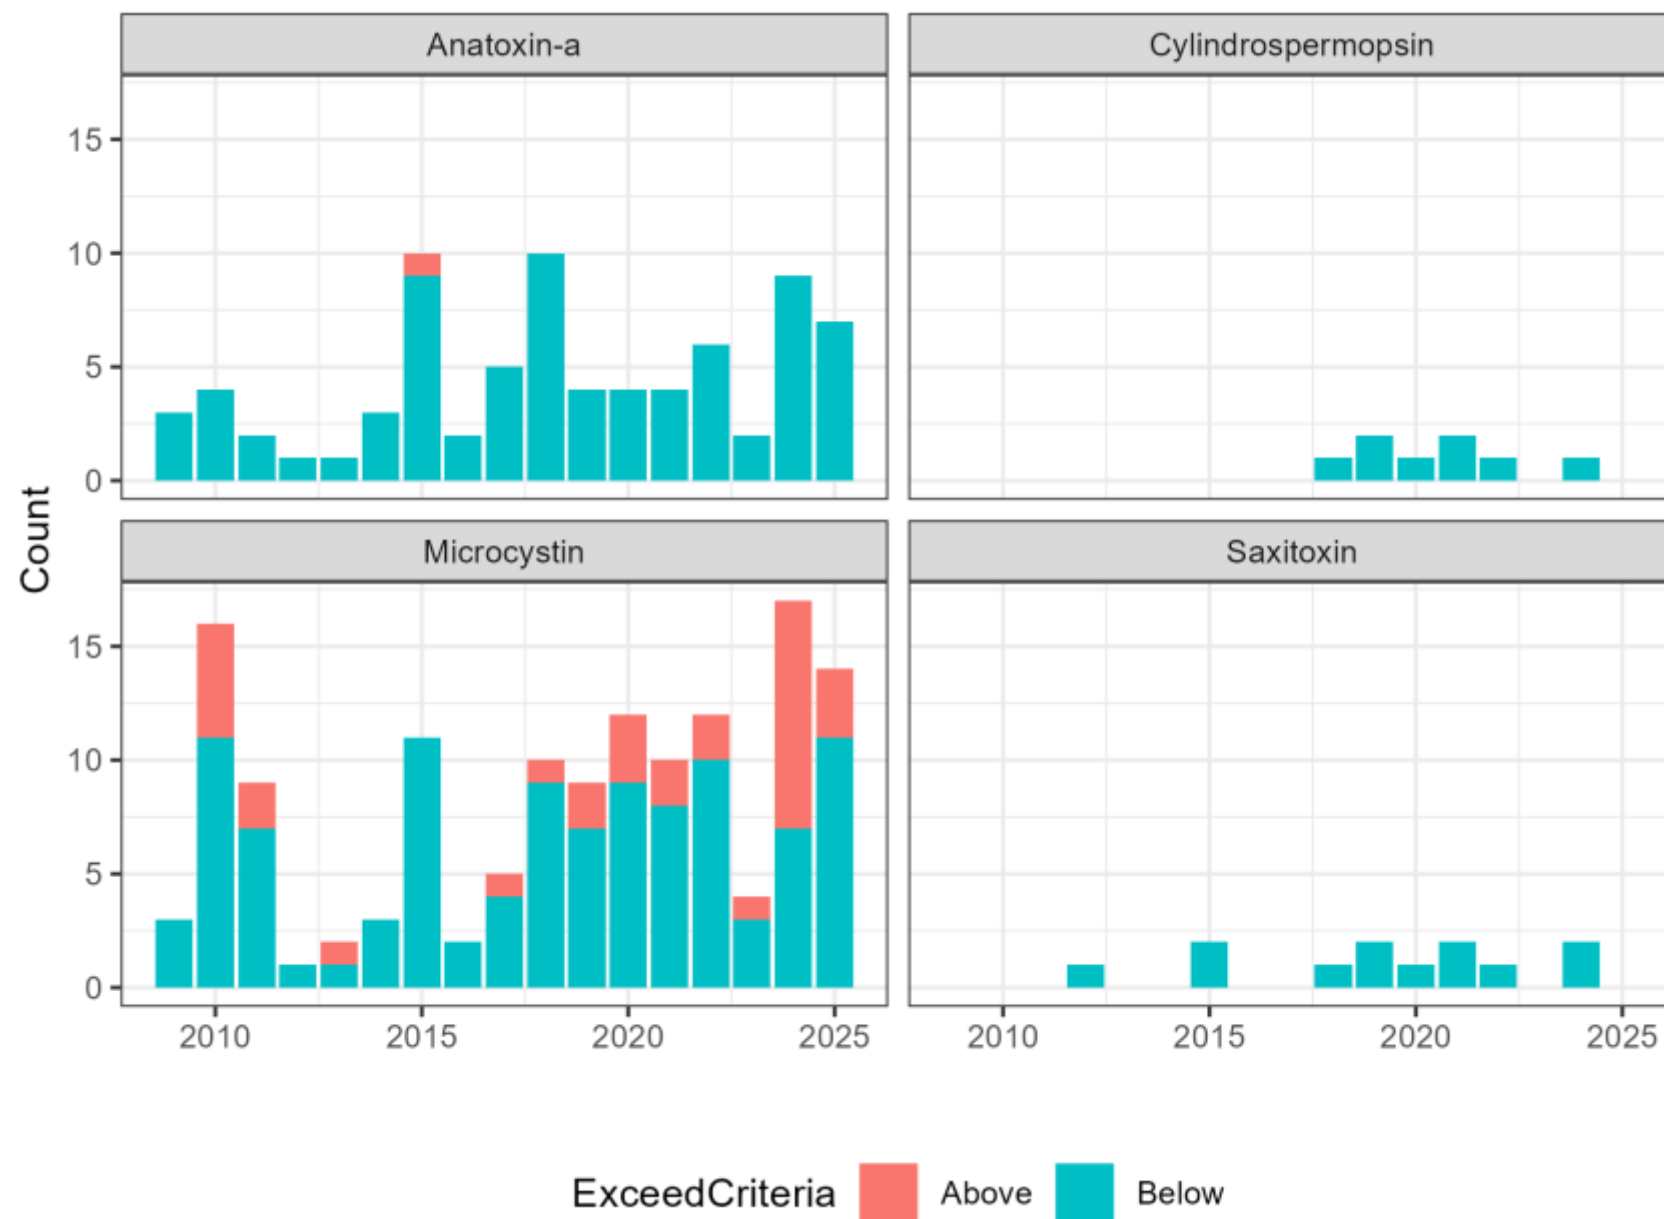 Anatoxin-a
Cylindrospermopsin
15
10
5
0
Count
Microcystin
Saxitoxin
15
10
5
0
2010 2015 2020 2025
2010 2015 2020 2025
ExceedCriteria Above Below